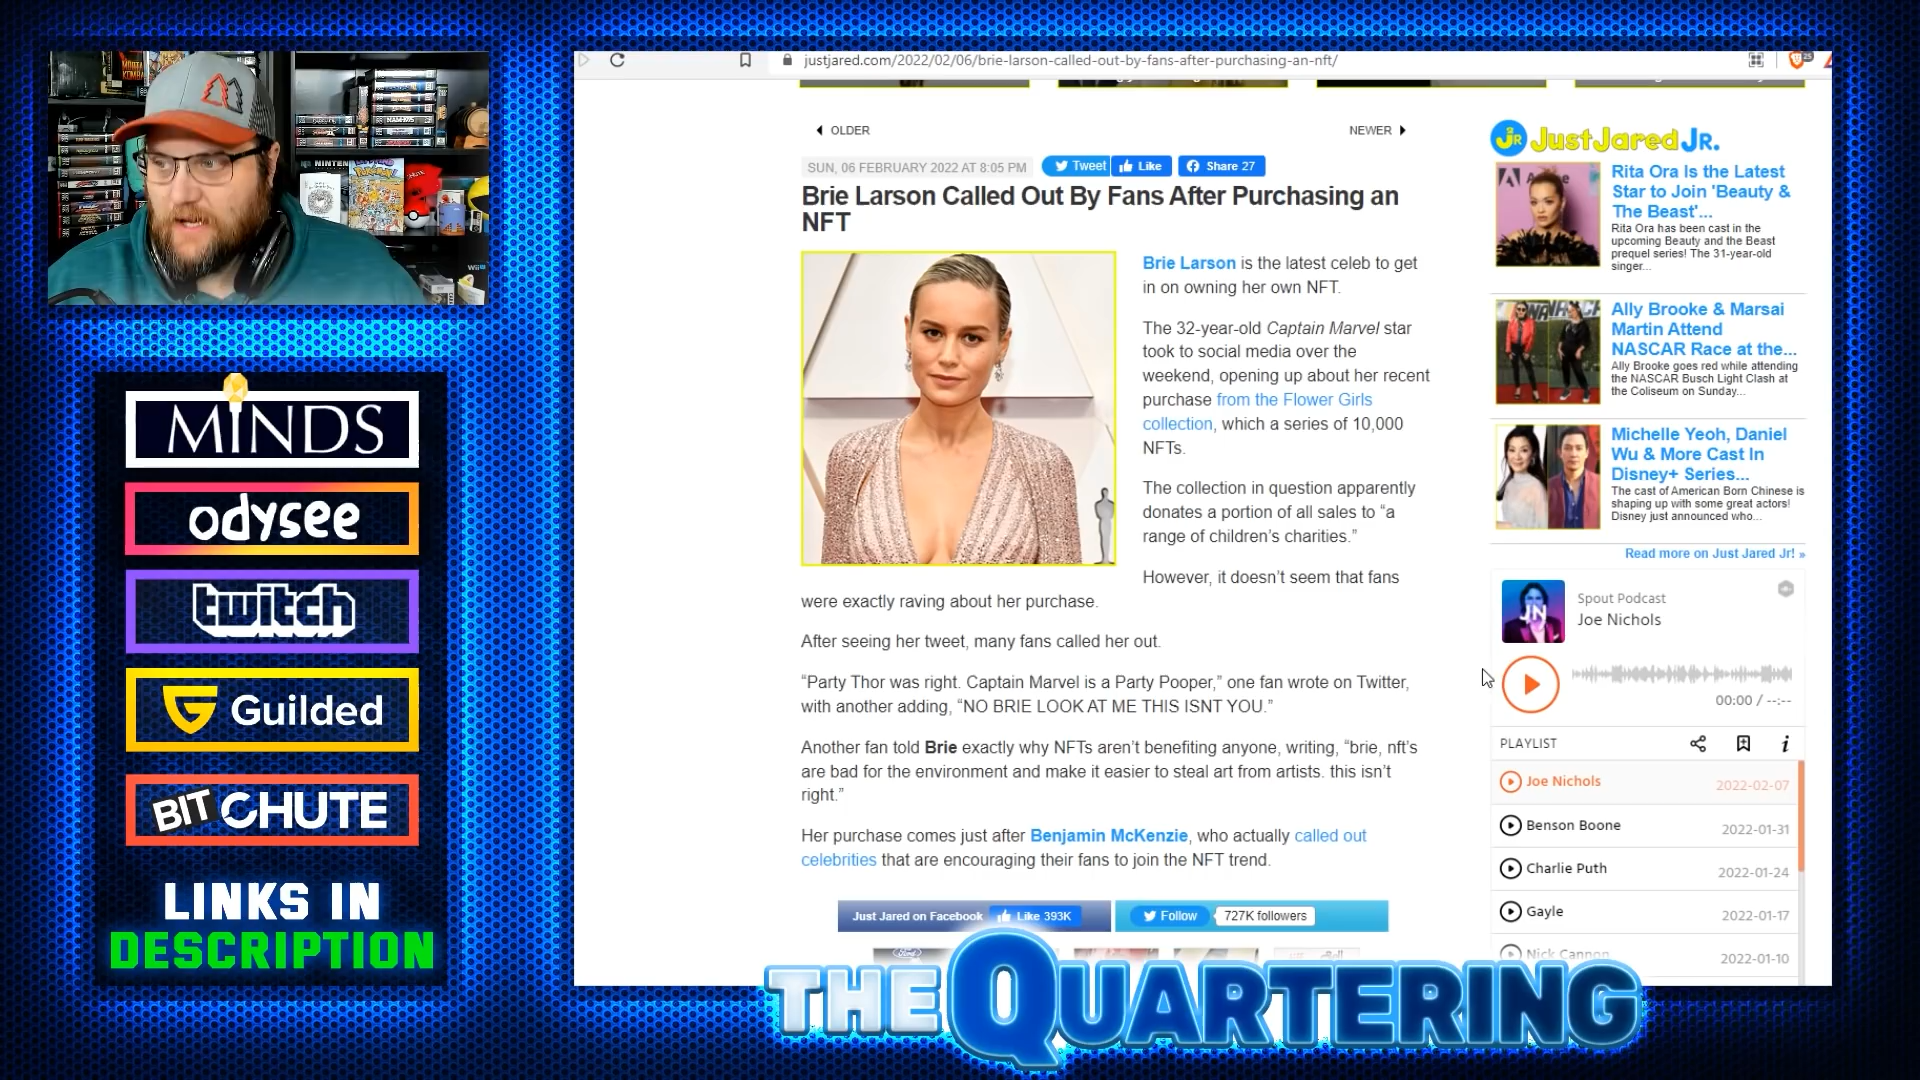 justjared.com/2022/02/06/brie-larson-called-out-by-fans-after-purchasing-an-nft/
OLDER
NEWER
SUN, 06 FEBRUARY 2022 AT 8:05 PM
Tweet
Like
Share 27
Brie Larson Called Out By Fans After Purchasing an
NFT
Brie Larson is the latest celeb to get
in on owning her own NFT.
The 32-year-old Captain Marvel star
took to social media over the
weekend, opening up about her recent
purchase from the Flower Girls
collection, which a series of 10,000
NFTs.
The collection in question apparently
donates a portion of all sales to “a
range of children’s charities.”
However, it doesn’t seem that fans
were exactly raving about her purchase.
After seeing her tweet, many fans called her out.
“Party Thor was right. Captain Marvel is a Party Pooper,” one fan wrote on Twitter,
with another adding, “NO BRIE LOOK AT ME THIS ISNT YOU.”
Another fan told Brie exactly why NFTs aren’t benefiting anyone, writing, “brie, nft’s
are bad for the environment and make it easier to steal art from artists. this isn’t
right.”
Her purchase comes just after Benjamin McKenzie, who actually called out
celebrities that are encouraging their fans to join the NFT trend.
Just Jared on Facebook
Like 393K
Follow
727K followers
JR
JustJared Jr.
Rita Ora Is the Latest
Star to Join 'Beauty &
The Beast'...
Rita Ora has been cast in the
upcoming Beauty and the Beast
prequel series! The 31-year-old
singer...
Ally Brooke & Marsai
Martin Attend
NASCAR Race at the...
Ally Brooke goes red while attending
the NASCAR Busch Light Clash at
the Coliseum on Sunday...
Michelle Yeoh, Daniel
Wu & More Cast In
Disney+ Series...
The cast of American Born Chinese is
shaping up with some great actors!
Disney just announced who...
Read more on Just Jared Jr! »
JN
Spout Podcast
Joe Nichols
00:00 / --:--
PLAYLIST
Joe Nichols
2022-02-07
Benson Boone
2022-01-31
Charlie Puth
2022-01-24
Gayle
2022-01-17
Nick Cannon
2022-01-10
NINTEN
Wii
MINDS
odysee
twitch
Guilded
BITCHUTE
LINKS IN
DESCRIPTION
THE QUARTERING